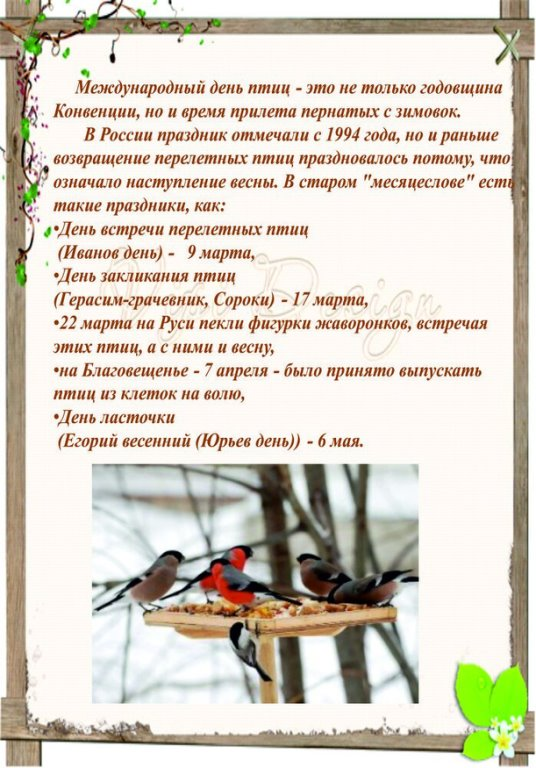 Международный день птиц - это не только годовщина
Конвенции, но и время прилета пернатых с зимовок.
В России праздник отмечали с 1994 года, но и раньше
возвращение перелетных птиц праздновалось потому, что
означало наступление весны. В старом "месяцеслове" есть
такие праздники, как:
•День встречи перелетных птиц
(Иванов день) - 9 марта,
•День закликания птиц
(Герасим-грачевник, Сороки) - 17 марта,
•22 марта на Руси пекли фигурки жаворонков, встречая
этих птиц, а с ними и весну,
•на Благовещенье - 7 апреля - было принято выпускать
птиц из клеток на волю,
•День ласточки
(Егорий весенний (Юрьев день)) - 6 мая.